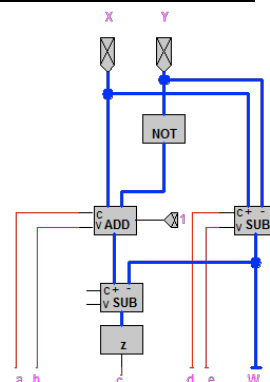 X Y
NOT
C C + -
V ADD 1 V SUB
C + -
V SUB
z
a b c d e W